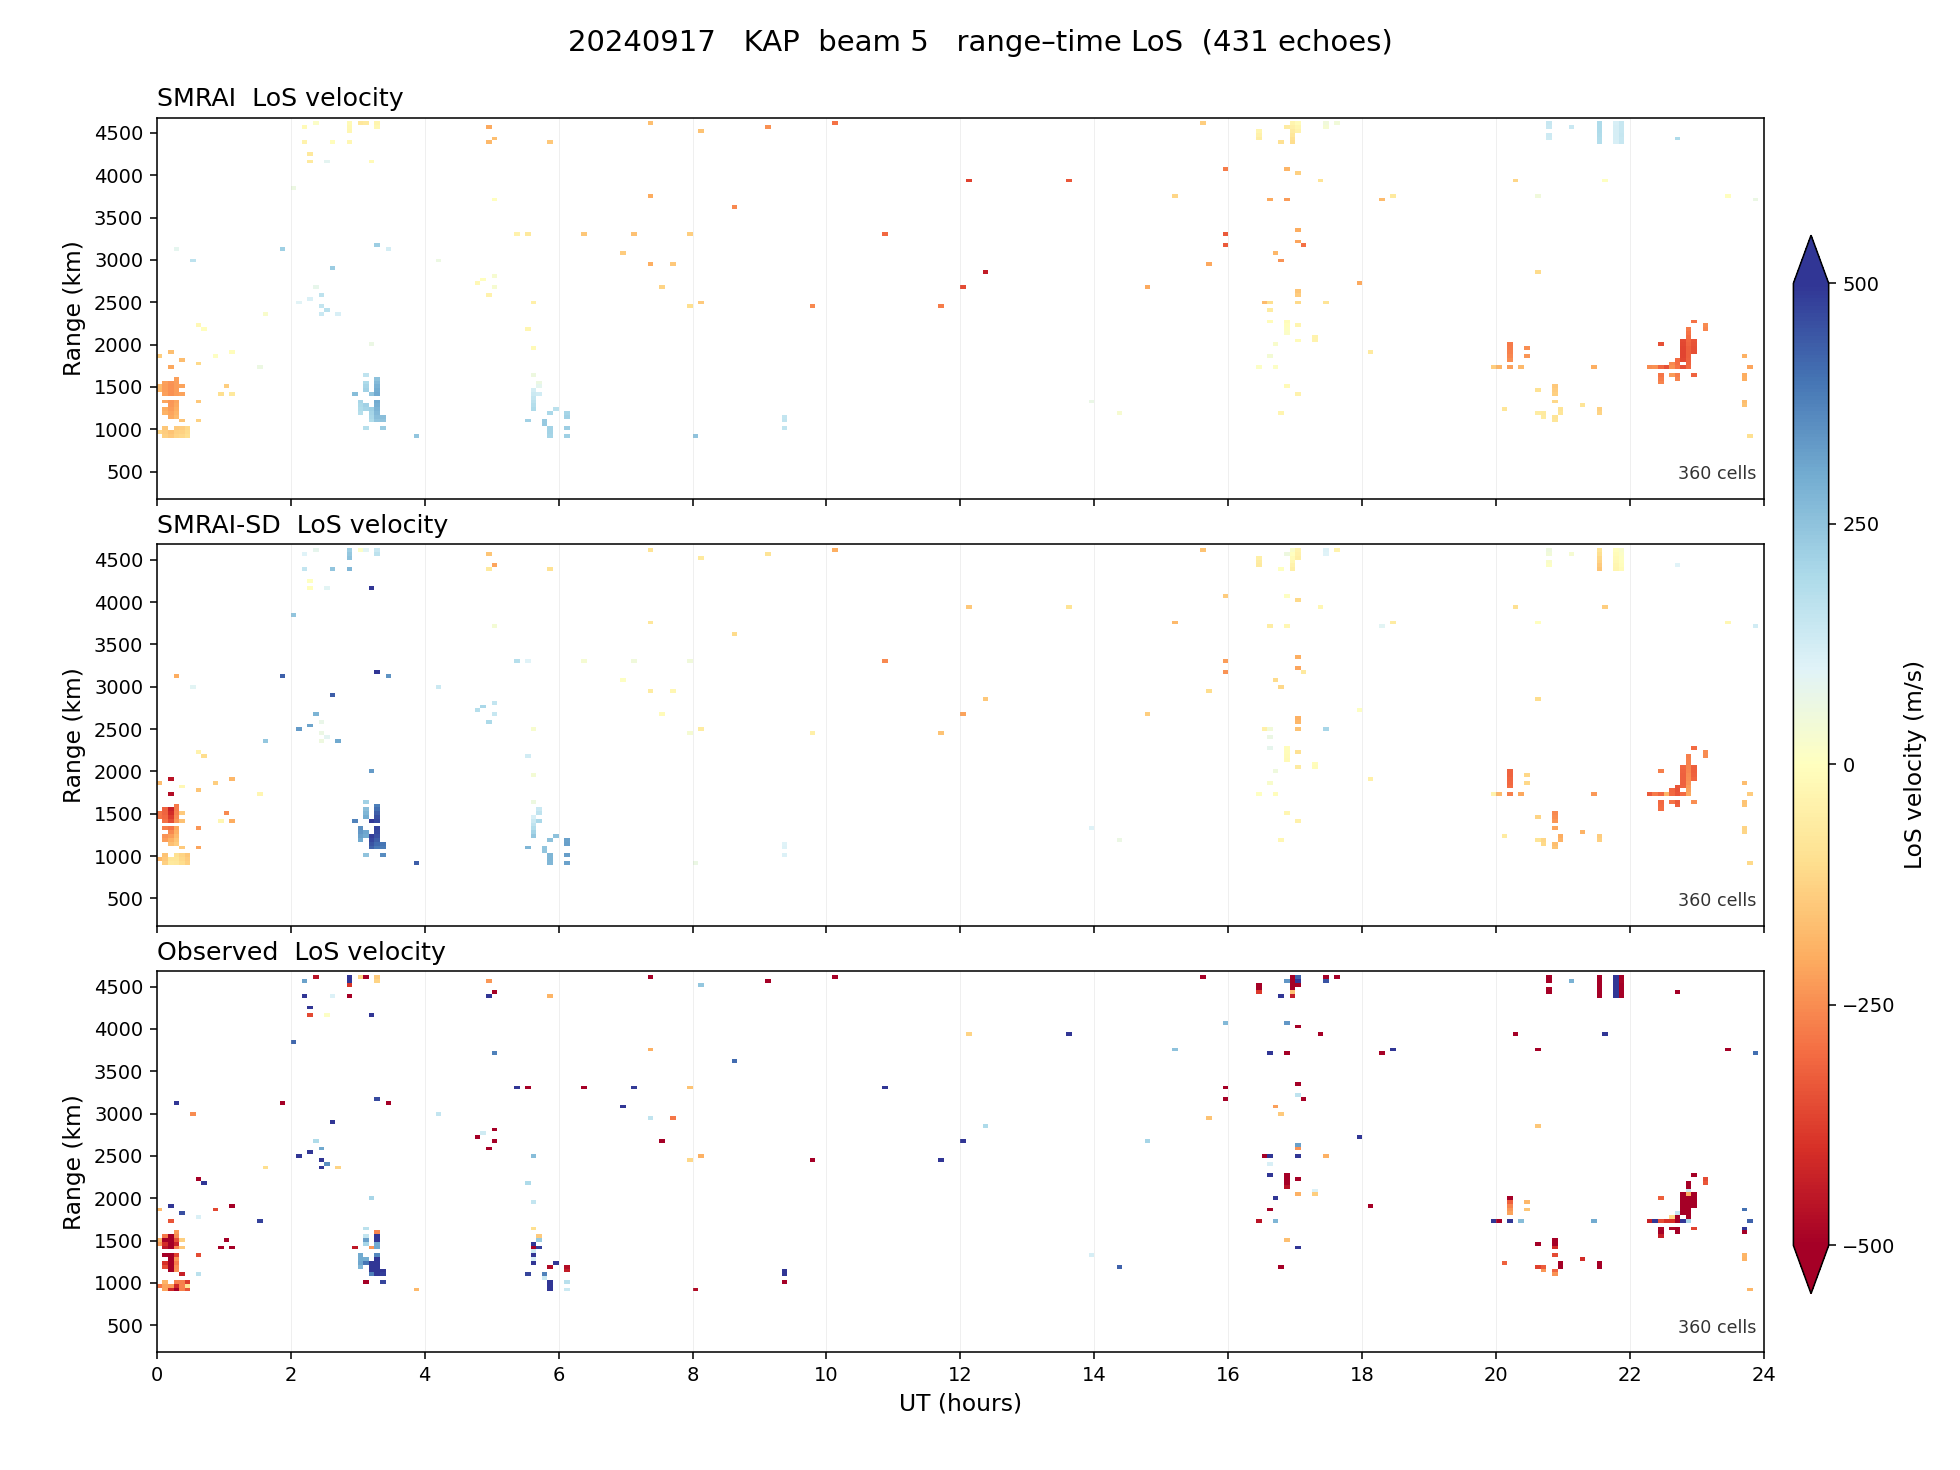 20240917   KAP  beam 5   range–time LoS  (431 echoes)
SMRAI  LoS velocity
4500
4000
3500
3000
2500
2000
1500
1000
500
Range (km)
360 cells
SMRAI-SD  LoS velocity
4500
4000
3500
3000
2500
2000
1500
1000
500
Range (km)
360 cells
Observed  LoS velocity
4500
4000
3500
3000
2500
2000
1500
1000
500
Range (km)
360 cells
0 2 4 6 8 10 12 14 16 18 20 22 24
UT (hours)
500
250
0
−250
−500
LoS velocity (m/s)